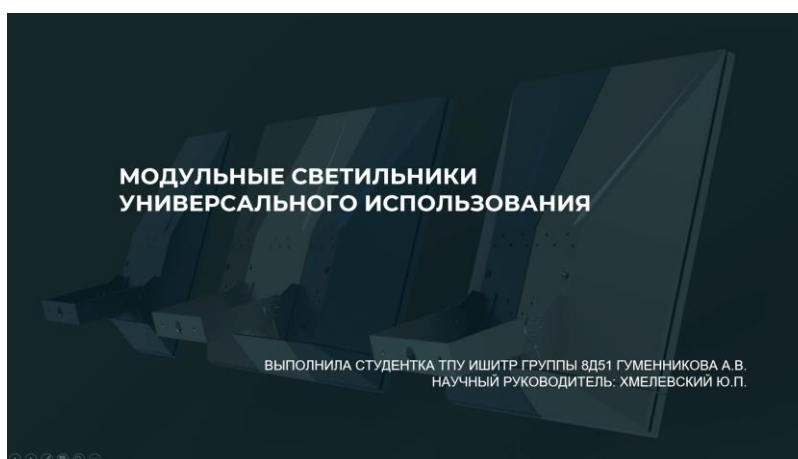 МОДУЛЬНЫЕ СВЕТИЛЬНИКИ
УНИВЕРСАЛЬНОГО ИСПОЛЬЗОВАНИЯ
ВЫПОЛНИЛА СТУДЕНТКА ТПУ ИШИТР ГРУППЫ 8Д51 ГУМЕННИКОВА А.В.
НАУЧНЫЙ РУКОВОДИТЕЛЬ: ХМЕЛЕВСКИЙ Ю.П.